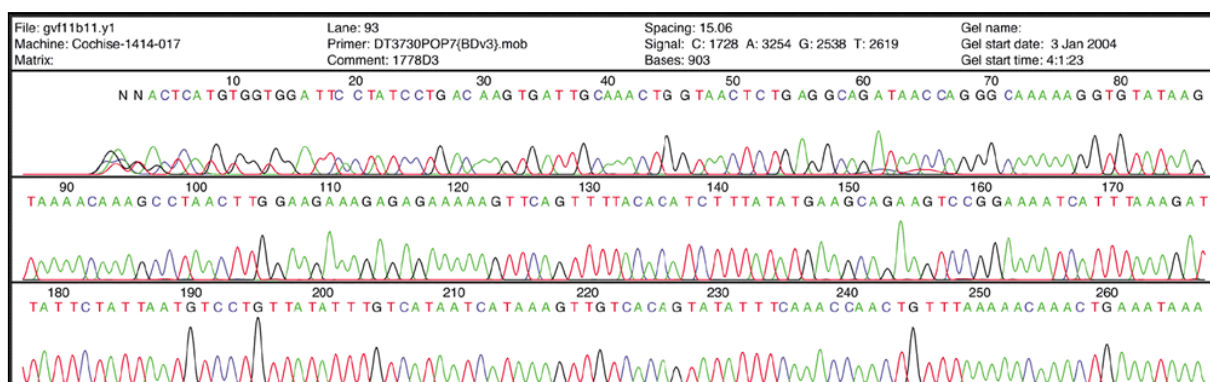 File: gvf11b11.y1 Lane: 93 Spacing: 15.06 Gel name:
Machine: Cochise-1414-017 Primer: DT3730POP7{BDv3}.mob Signal: C: 1728 A: 3254 G: 2538 T: 2619 Gel start date: 3 Jan 2004
Matrix: Comment: 1778D3 Bases: 903 Gel start time: 4:1:23
10 20 30 40 50 60 70 80
NNACTCATGTGGTGGATTCCTATCCTGACAAGTGATTGCAAACTGGTAACTCTGAGGCAGATAACCAGGGCAAAAAGGTGTATAAG
90 100 110 120 130 140 150 160 170
TAAAACAAAGCCTAACTTGGAAGAAAGAGAGAAAAAGTTCAGTTTTACACATCTTTATATGAAGCAGAAGTCCGGAAAATCATTTAAAGAT
180 190 200 210 220 230 240 250 260
TATTCTATTAATGTCCTGTTATATTTGTCATAATCATAAAGTTGTCACAGTATATTTCAAACCAACTGTTTAAAAACAAACTGAAATAAA